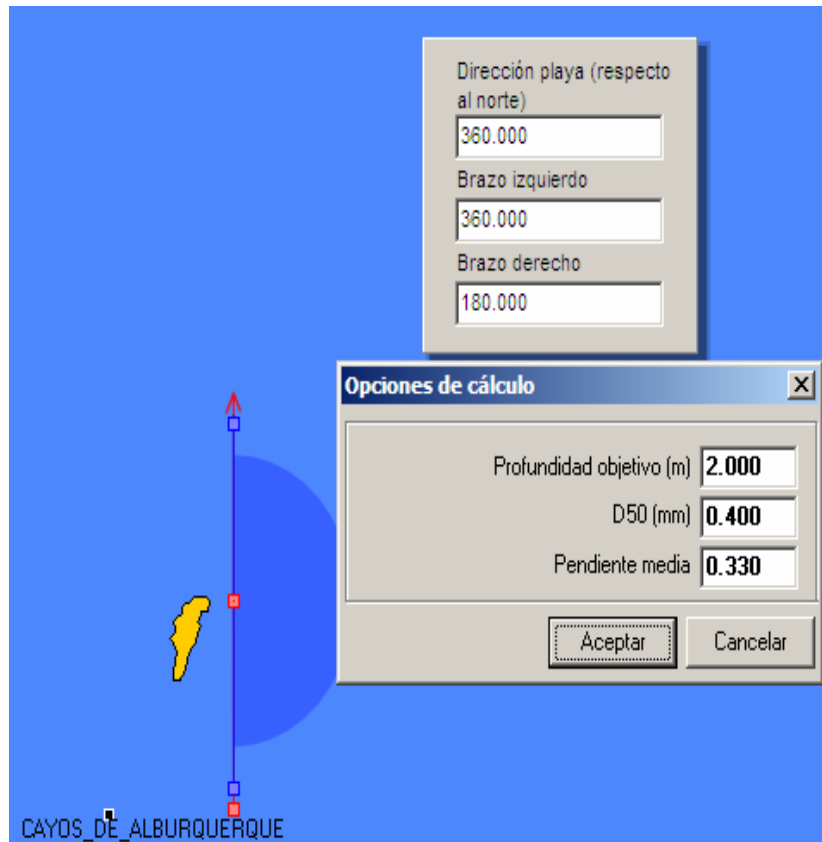 Dirección playa (respecto
al norte)
360.000
Brazo izquierdo
360.000
Brazo derecho
180.000
Opciones de cálculo
Profundidad objetivo (m) 2.000
D50 (mm) 0.400
Pendiente media 0.330
Aceptar Cancelar
CAYOS_DE_ALBURQUERQUE